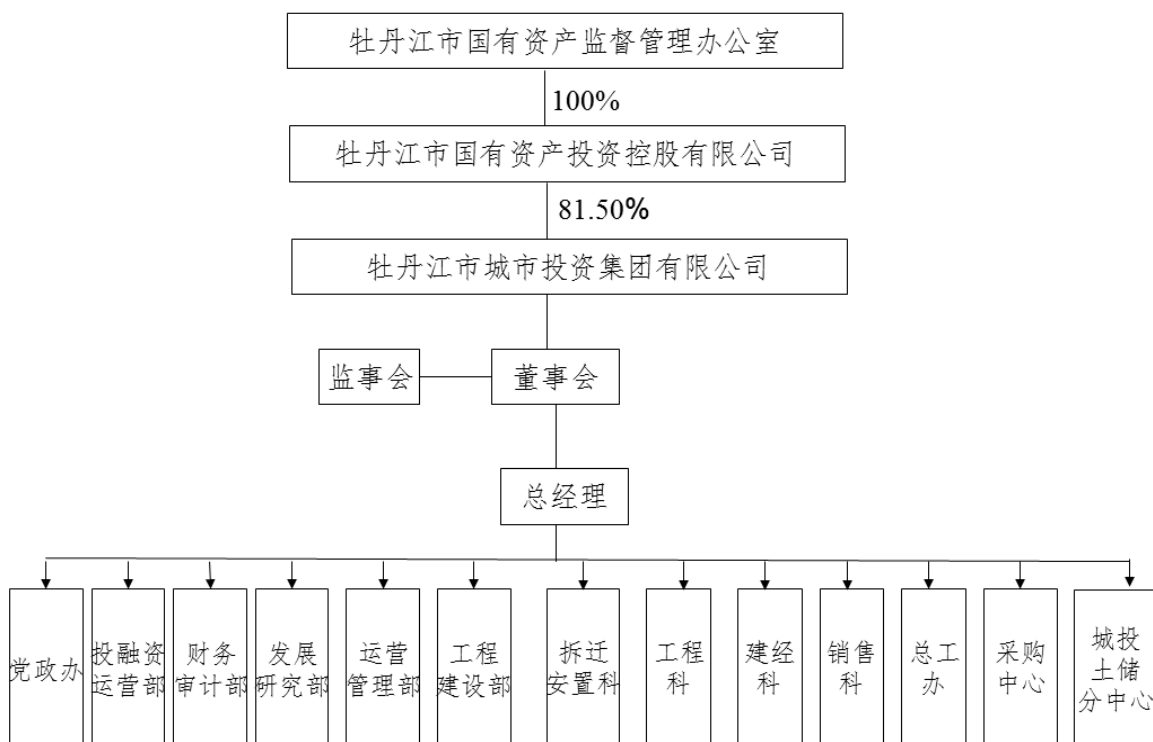 牡丹江市国有资产监督管理办公室
100%
牡丹江市国有资产投资控股有限公司
81.50%
牡丹江市城市投资集团有限公司
监事会
董事会
总经理
党政办
投融资
运营部
财务
审计部
发展
研究部
运营
管理部
工程
建设部
拆迁
安置科
工程
科
建经
科
销售
科
总工
办
采购
中心
城投
土储
分中心